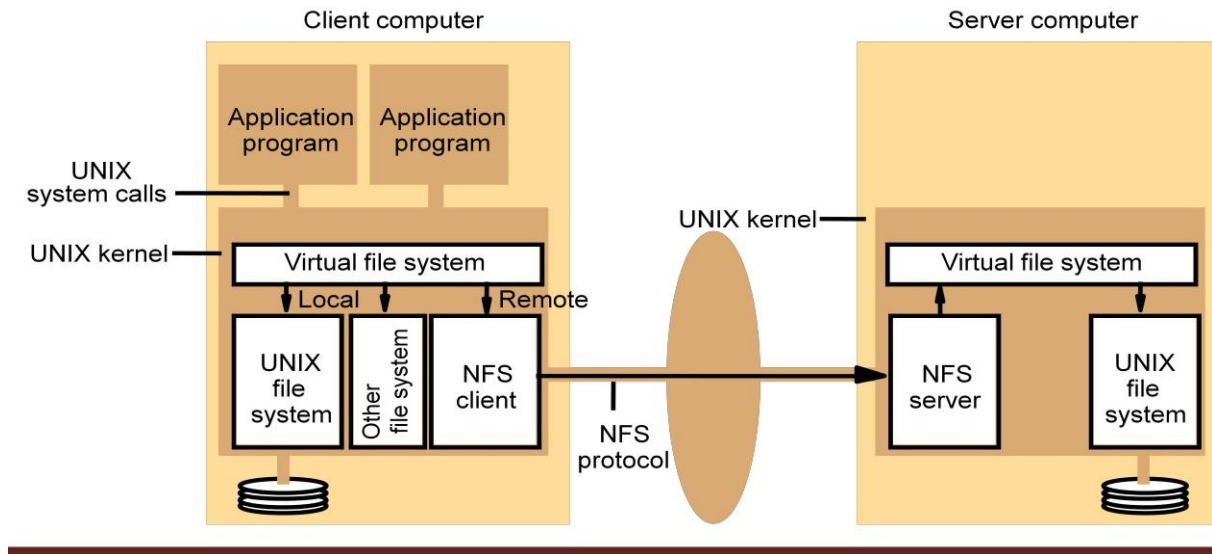 Client computer
Server computer
Application
program
Application
program
UNIX
system calls
UNIX kernel
UNIX kernel
Virtual file system
Virtual file system
Local
Remote
UNIX
file
system
Other
file system
NFS
client
NFS
protocol
NFS
server
UNIX
file
system